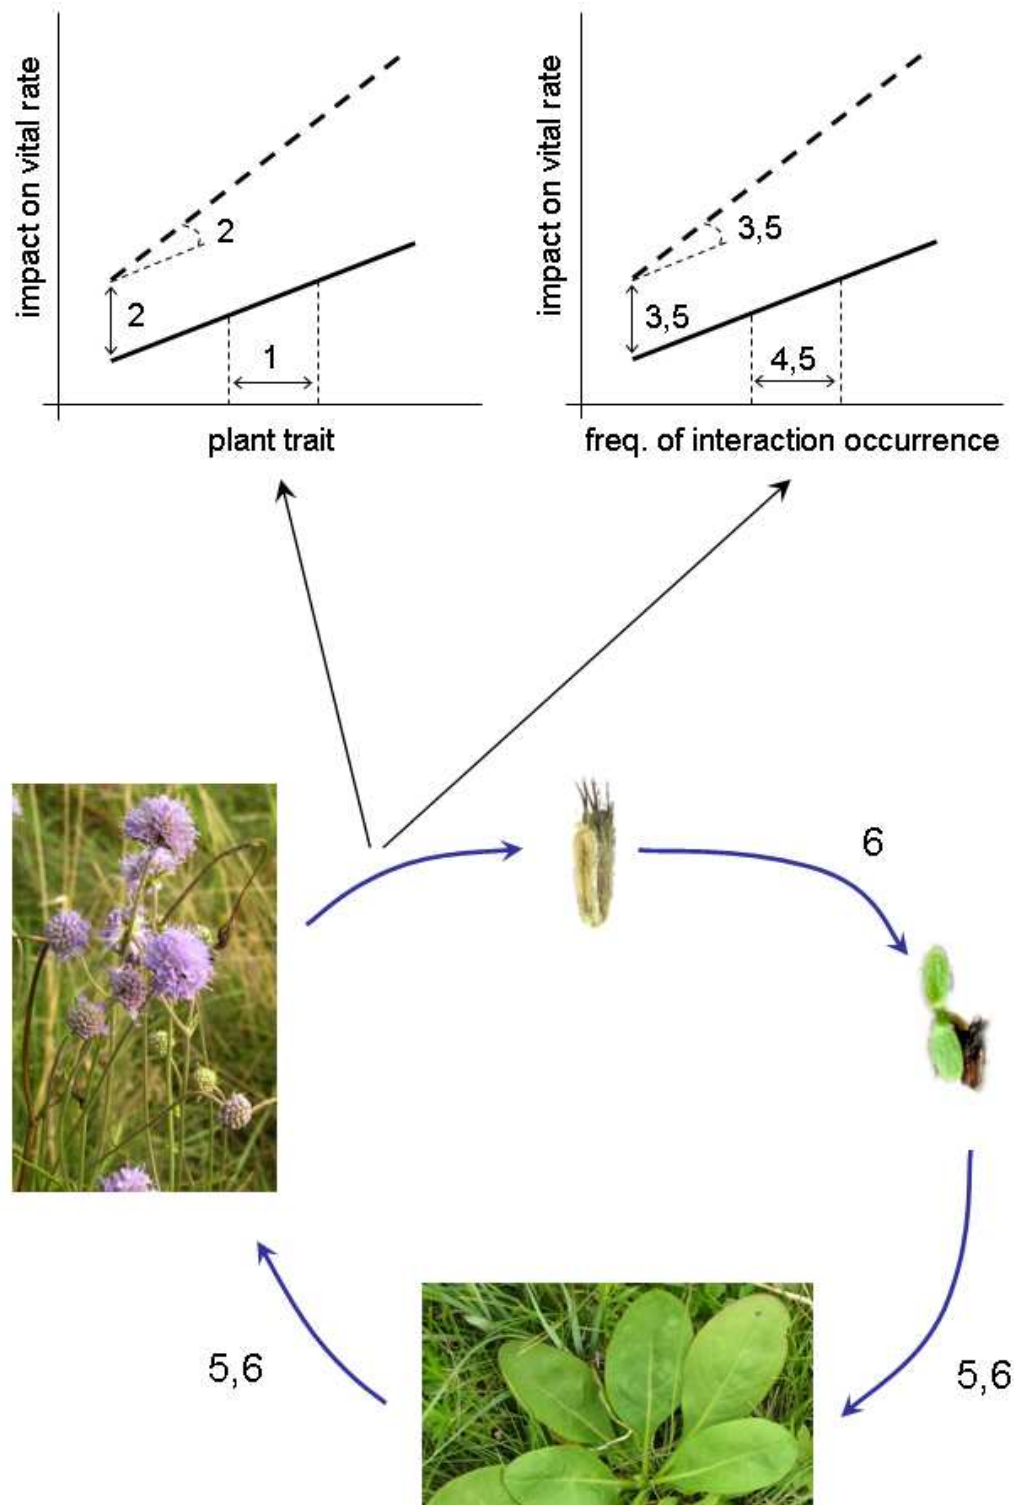 impact on vital rate
2
2
1
plant trait
impact on vital rate
3,5
3,5
4,5
freq. of interaction occurrence
6
5,6
5,6